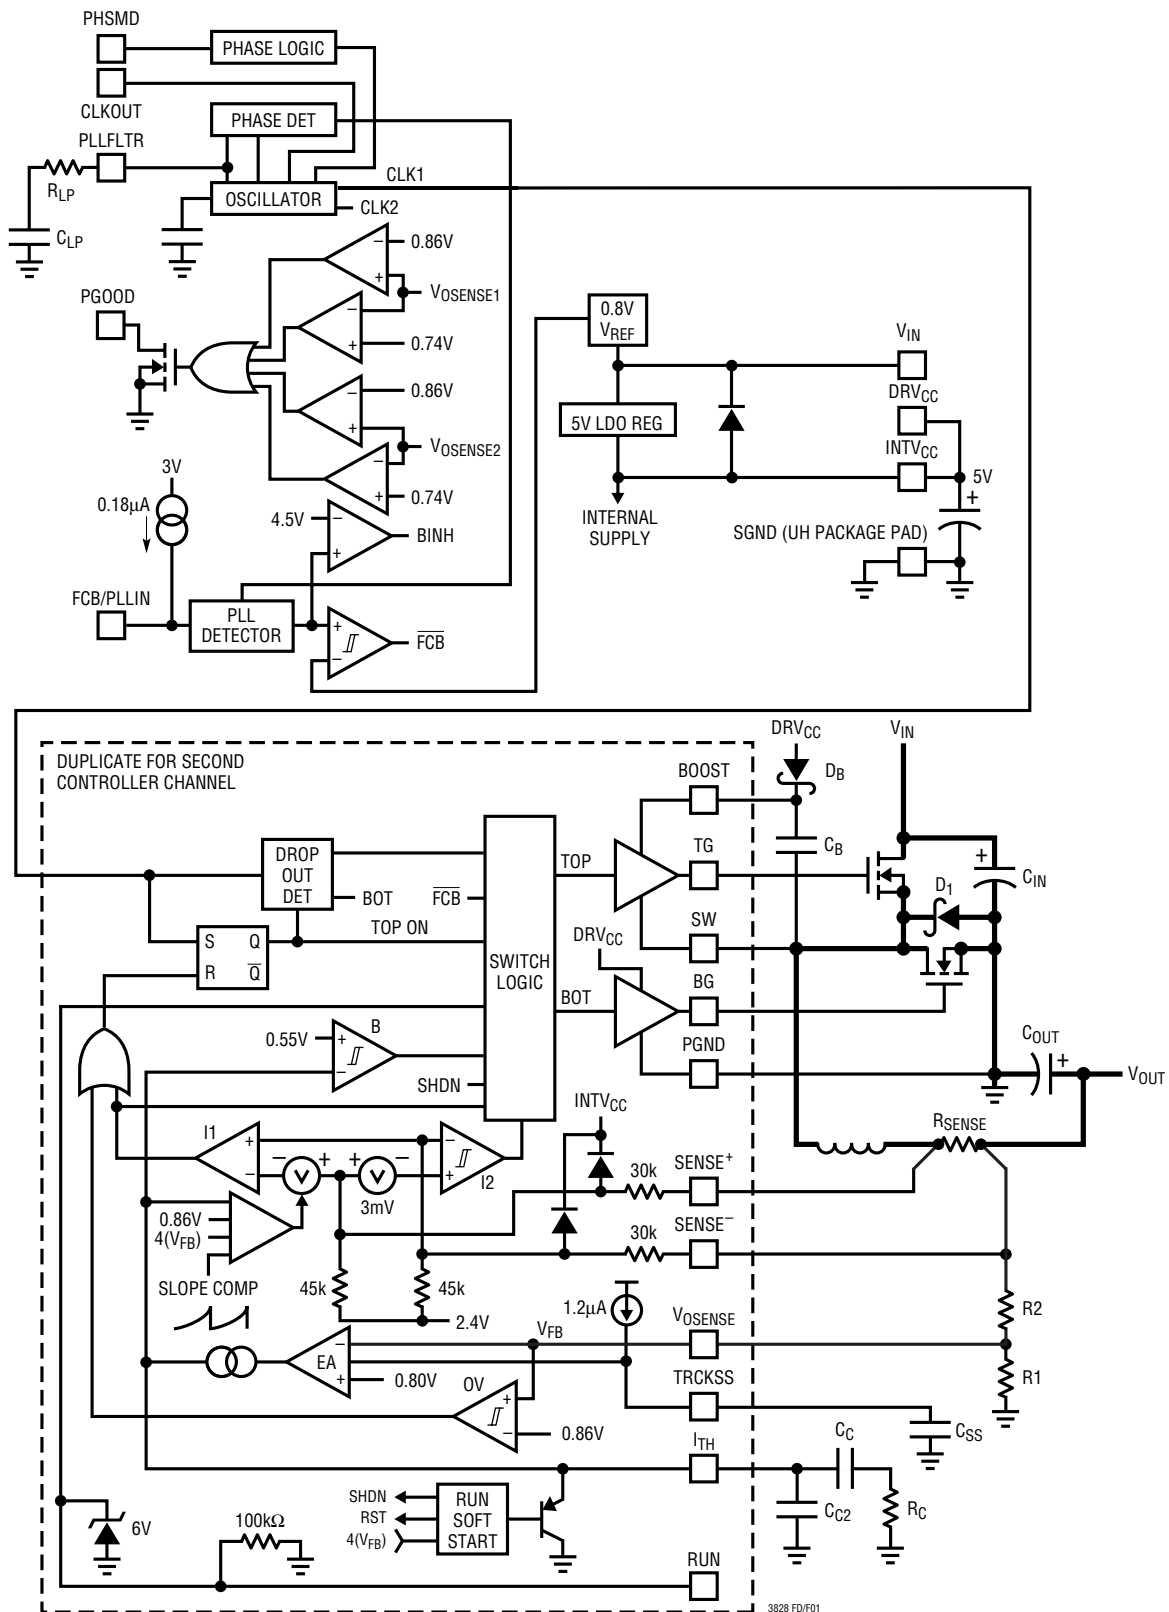 PHSMD
PHASE LOGIC
CLKOUT
PHASE DET
PLLFLTR
RLP
CLK1
OSCILLATOR
CLK2
CLP
0.86V
VOSENSE1
PGOOD
0.8V
VREF
VIN
0.74V
0.86V
DRVCC
5V LDO REG
VOSENSE2
INTVCC
3V
5V
0.18µA
0.74V
4.5V
BINH
INTERNAL
SUPPLY
SGND (UH PACKAGE PAD)
FCB/PLLIN
PLL
DETECTOR
FCB
DUPLICATE FOR SECOND
CONTROLLER CHANNEL
DRVCC
VIN
BOOST
DB
DROP
OUT
DET
TOP
TG
CB
CIN
BOT
FCB
D1
TOP ON
SW
S Q
R Q
DRVCC
SWITCH
LOGIC
BOT
BG
B
0.55V
PGND
COUT
VOUT
SHDN
INTVCC
RSENSE
I1
I2
3mV
30k
SENSE+
0.86V
4(VFB)
30k
SENSE–
SLOPE COMP
45k
45k
1.2µA
R2
2.4V
VFB
VOSENSE
EA
R1
0.80V
TRCKSS
OV
0.86V
CSS
ITH
CC
SHDN
RST
4(VFB)
RUN
SOFT
START
6V
100kΩ
CC2
RC
RUN
3828 FD/F01